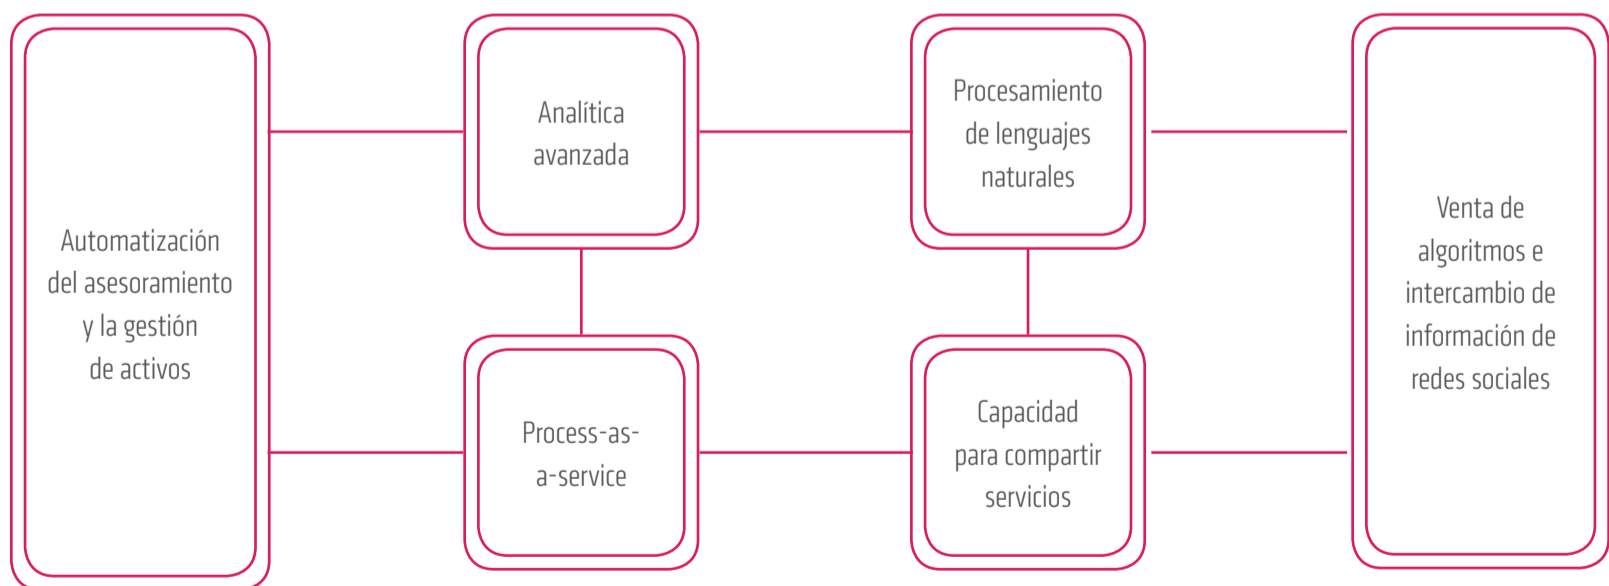 Automatización
del asesoramiento
y la gestión
de activos
Analítica
avanzada
Procesamiento
de lenguajes
naturales
Process-as-
a-service
Capacidad
para compartir
servicios
Venta de
algoritmos e
intercambio de
información de
redes sociales